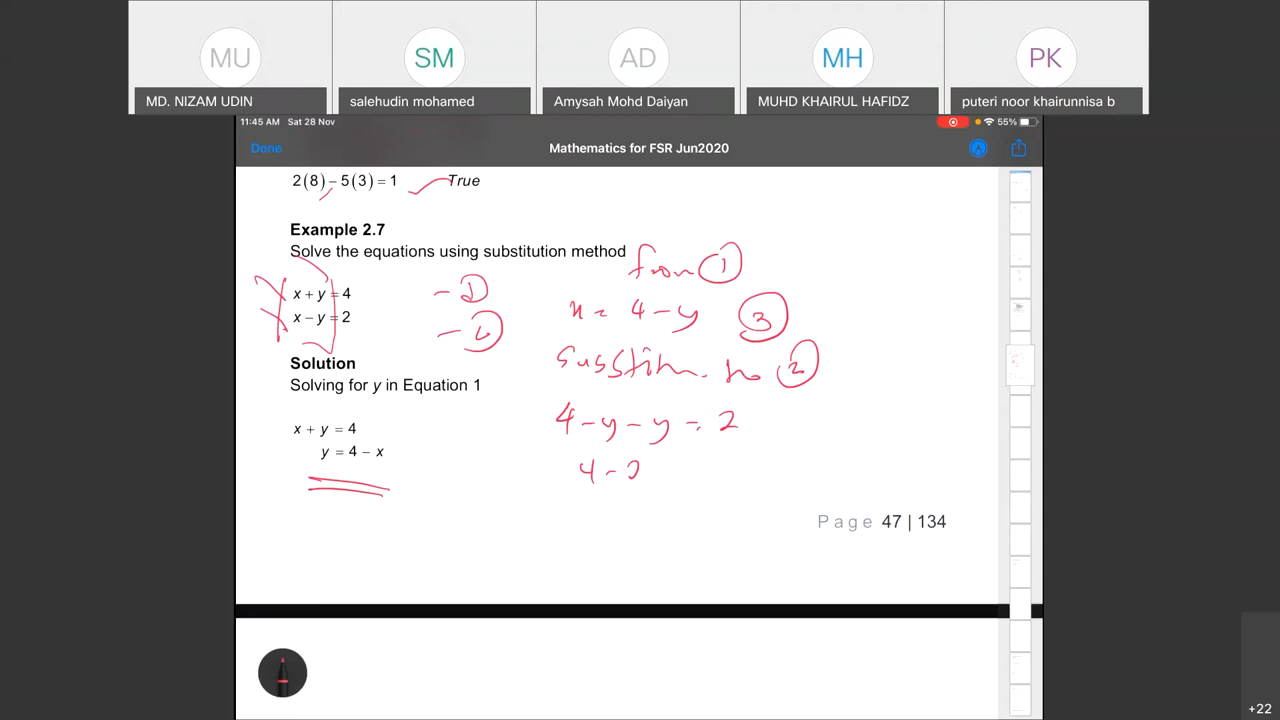 MU SM AD MH PK
MD. NIZAM UDIN salehudin mohamed Amysah Mohd Daiyan MUHD KHAIRUL HAFIDZ puteri noor khairunnisa b
11:45 AM Sat 28 Nov 55%
Done Mathematics for FSR Jun2020
2(8) – 5(3) = 1 True
Example 2.7
Solve the equations using substitution method
from ①
x + y = 4 – ①
x = 4 – y ③
x – y = 2 – ②
Solution
to ②
Solving for y in Equation 1
4 – y – y = 2
x + y = 4
y = 4 – x
4 – 2
Page 47 | 134
+22